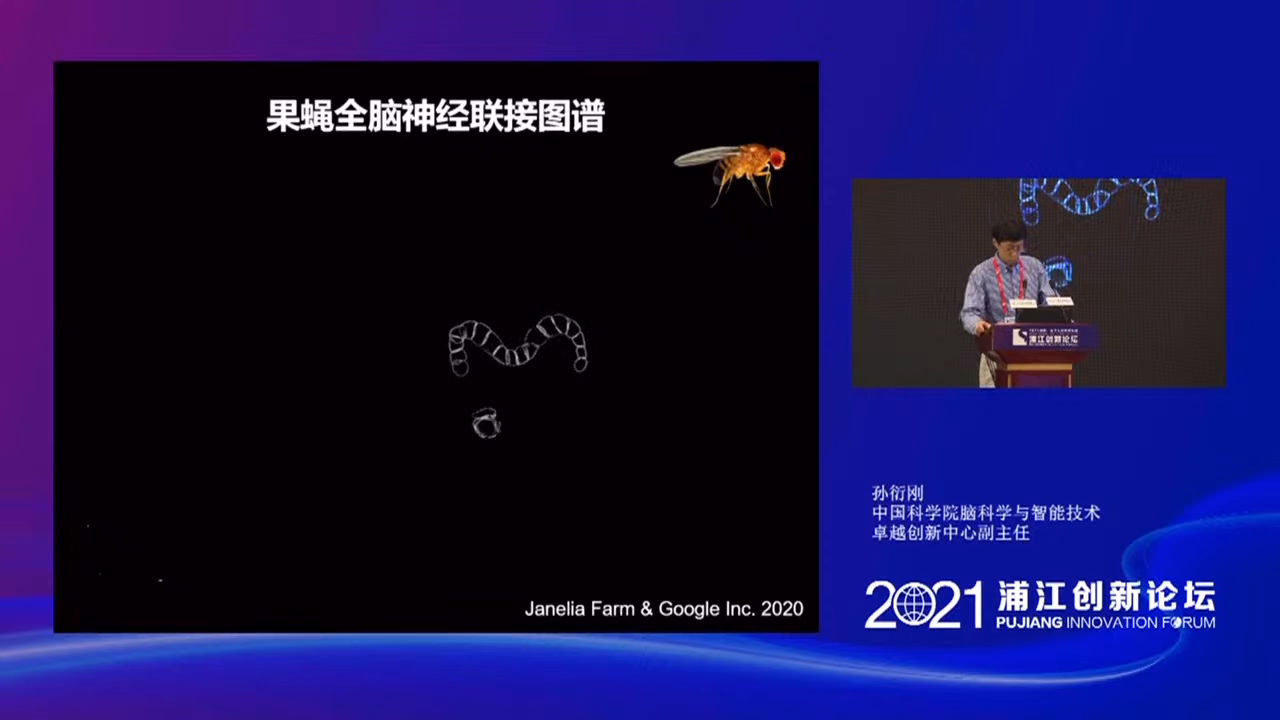 果蝇全脑神经联接图谱
Janelia Farm & Google Inc. 2020
浦江创新论坛
孙衍刚
中国科学院脑科学与智能技术
卓越创新中心副主任
2021 浦江创新论坛
PUJIANG INNOVATION FORUM